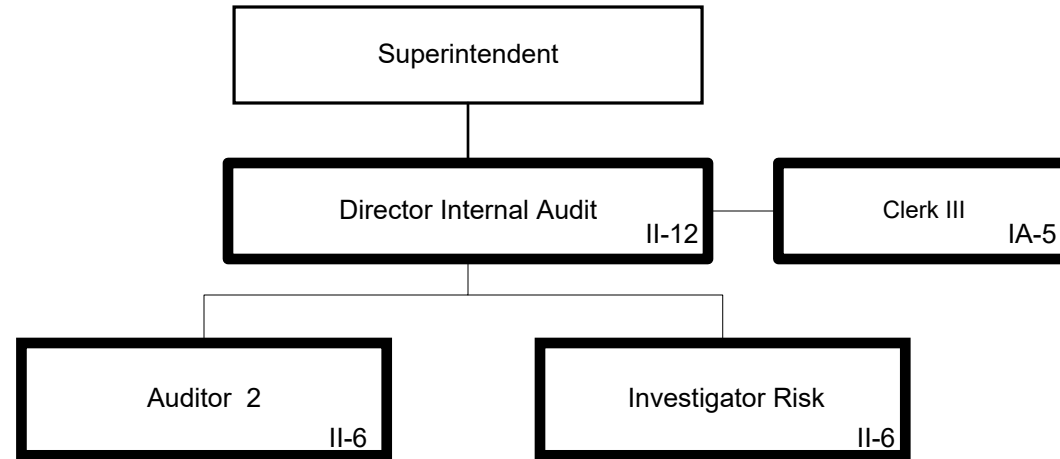 Superintendent
Director Internal Audit
II-12
Clerk III
IA-5
Auditor  2
II-6
Investigator Risk
II-6